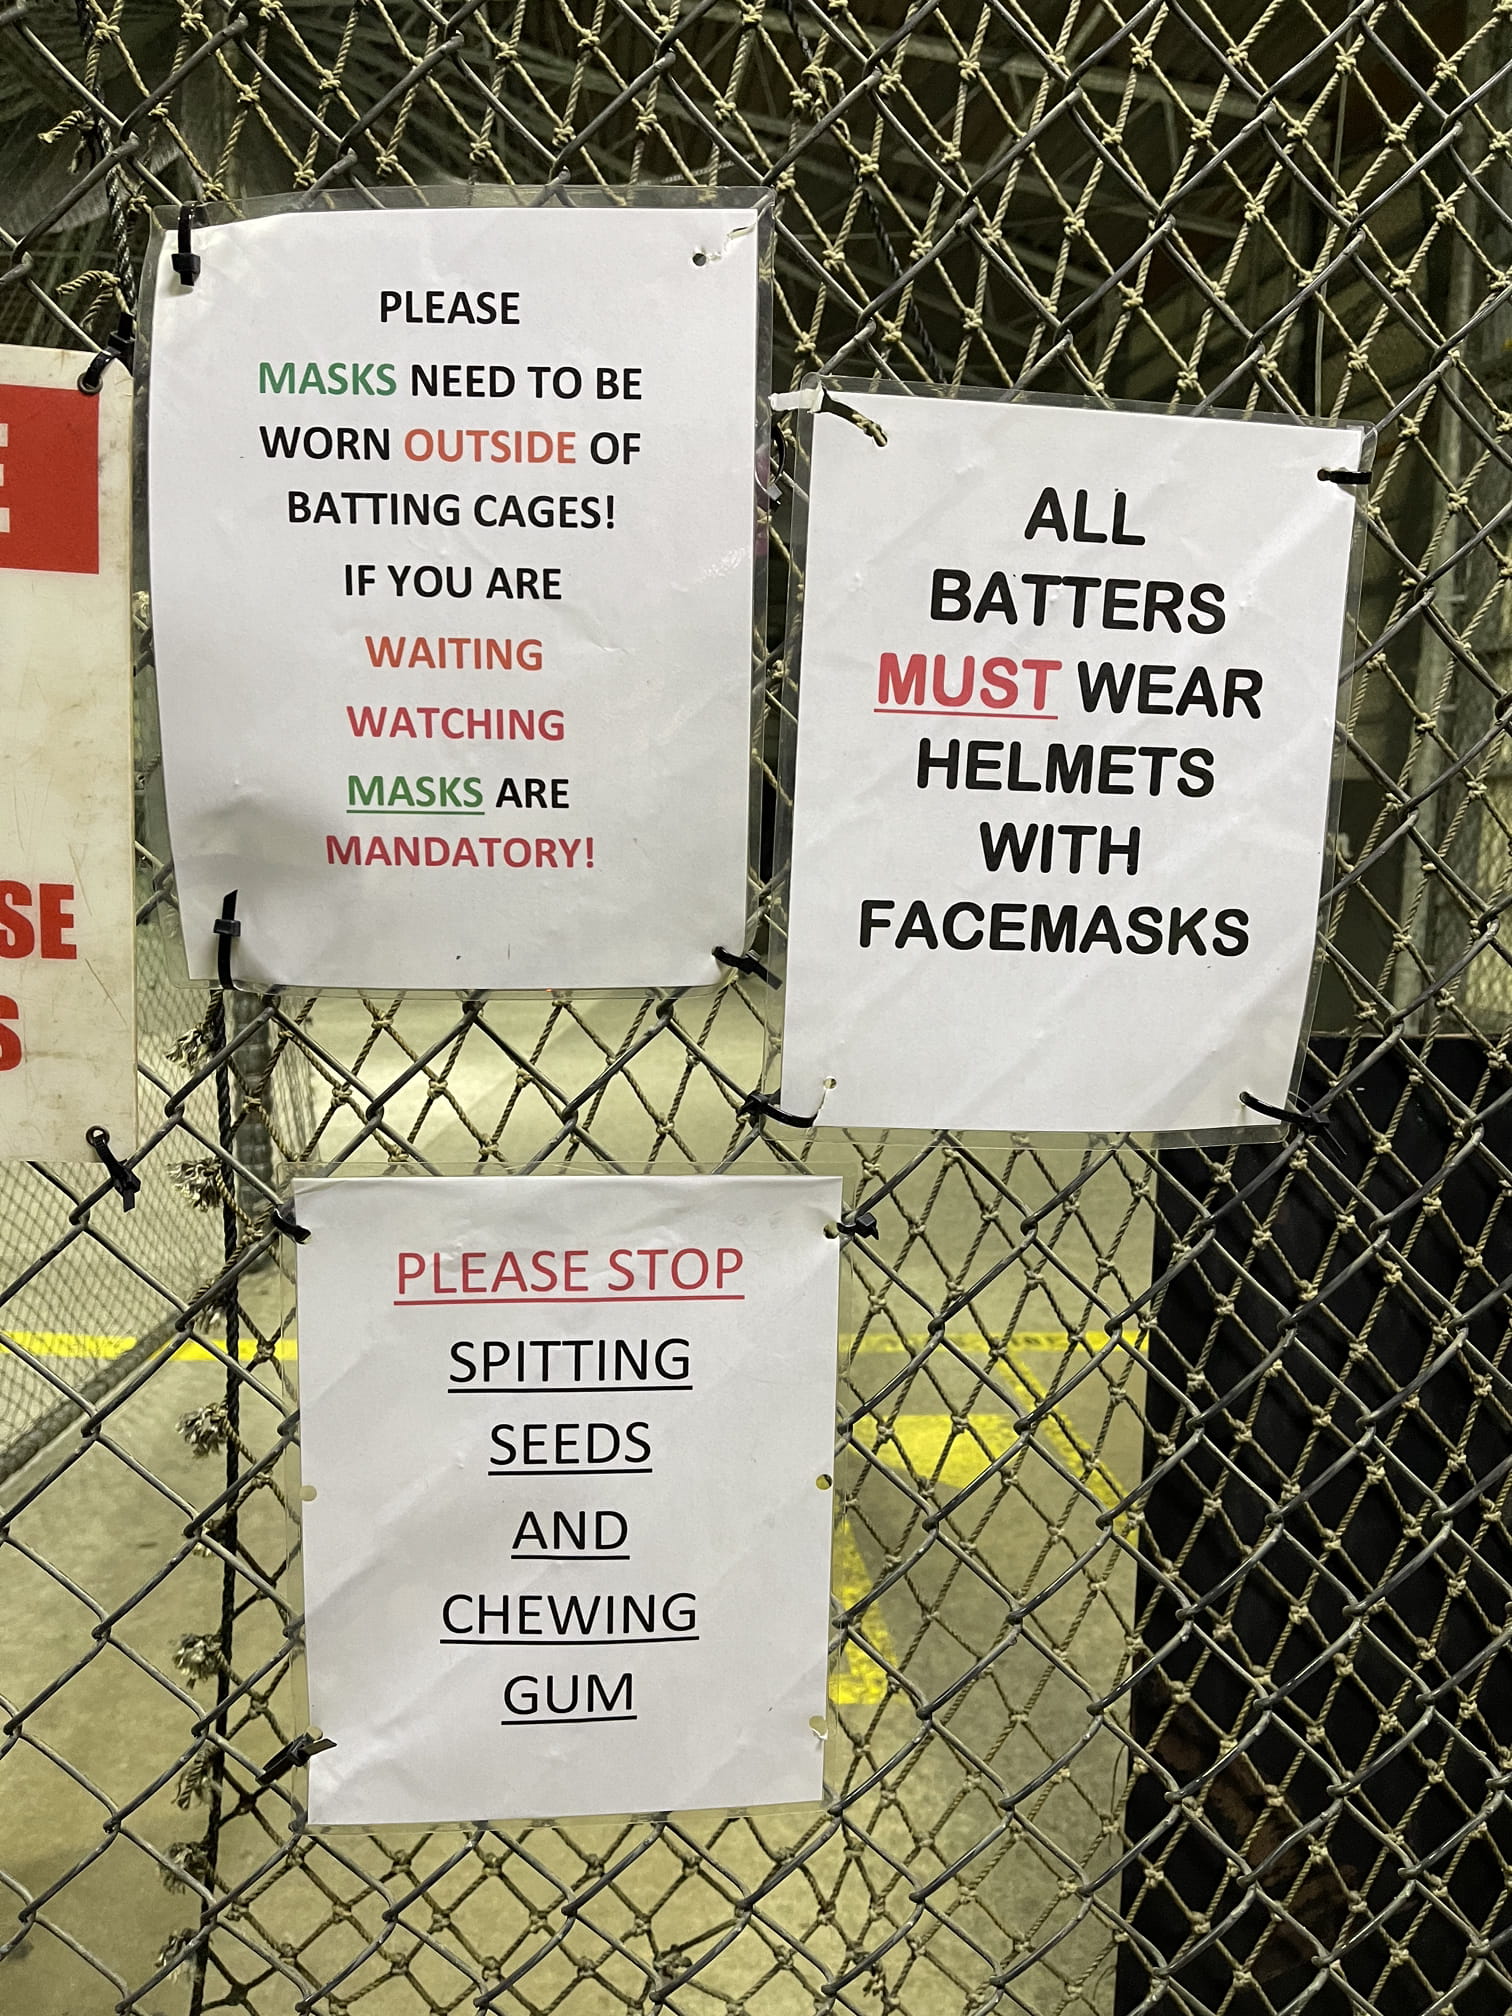 PLEASE
MASKS NEED TO BE
WORN OUTSIDE OF
BATTING CAGES!
IF YOU ARE
WAITING
WATCHING
MASKS ARE
MANDATORY!
ALL
BATTERS
MUST WEAR
HELMETS
WITH
FACEMASKS
PLEASE STOP
SPITTING
SEEDS
AND
CHEWING
GUM
E
SE
S